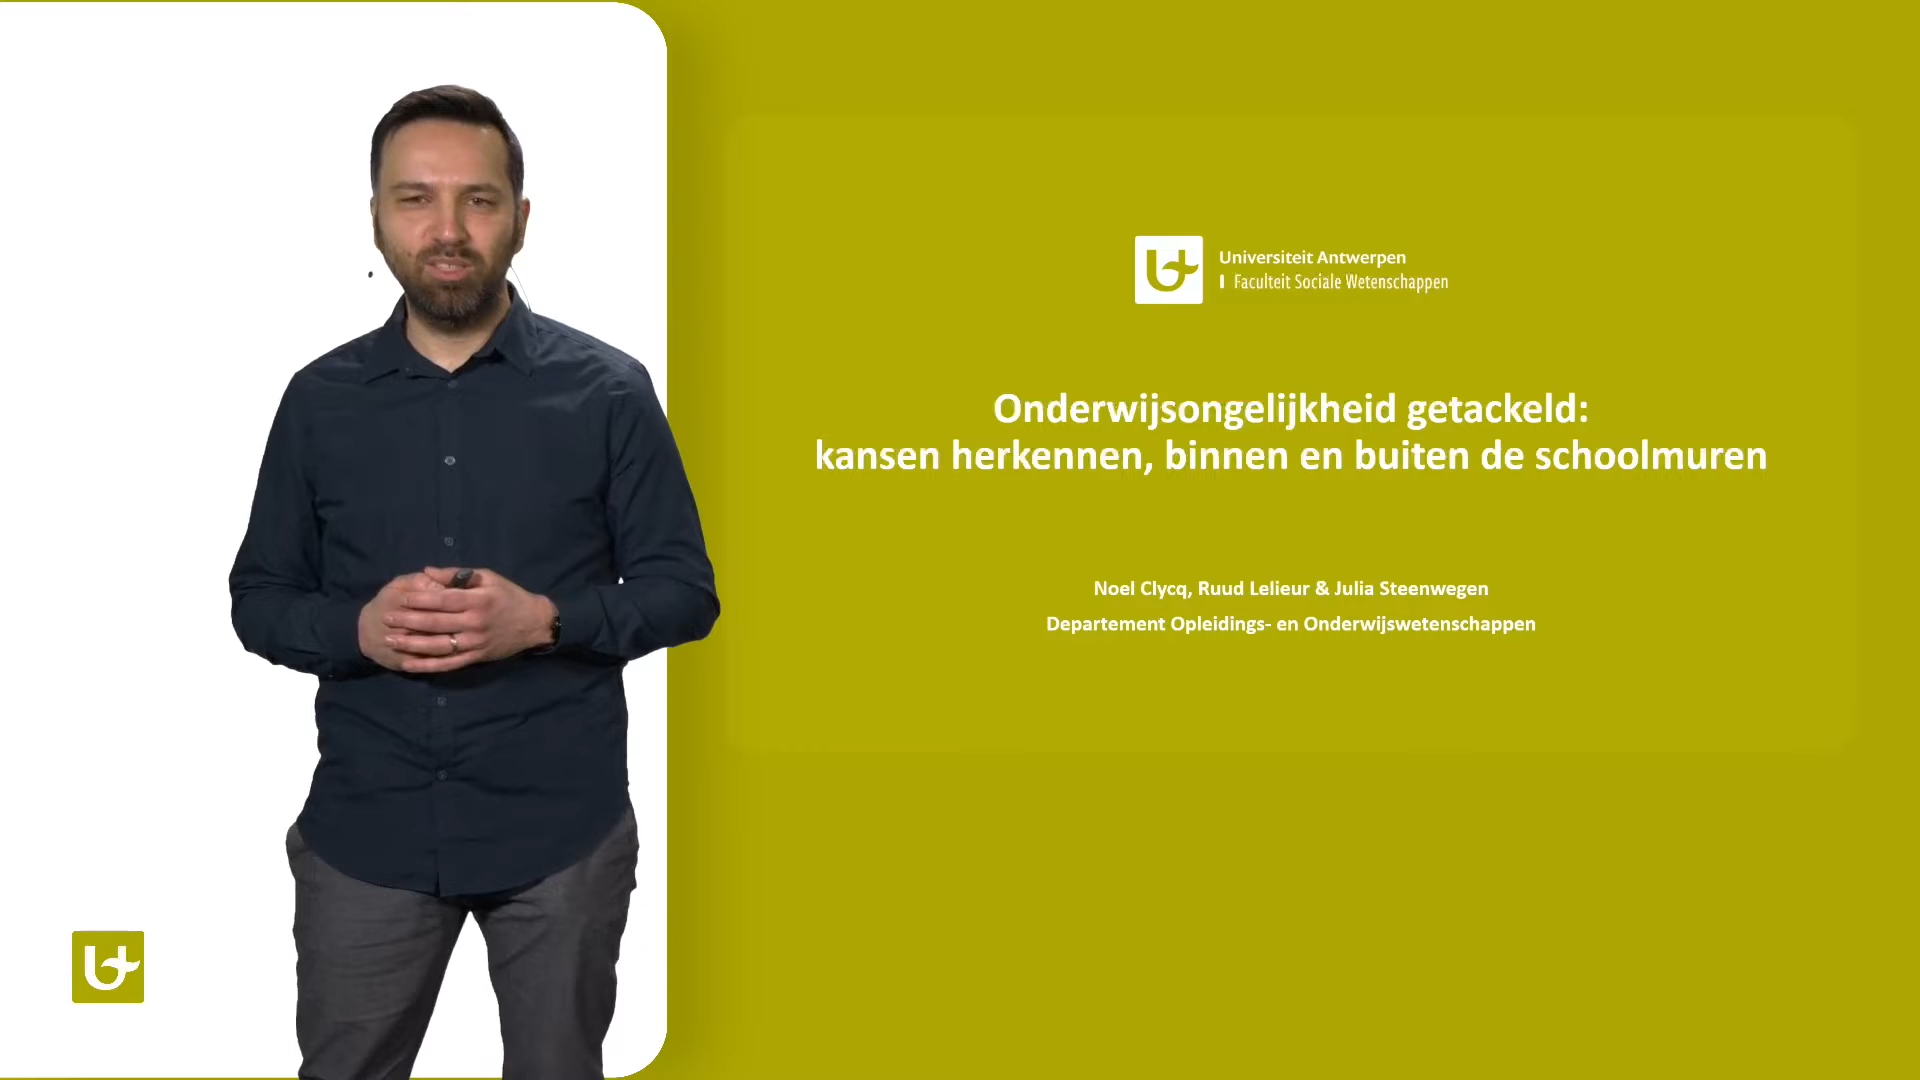 Universiteit Antwerpen
Faculteit Sociale Wetenschappen
Onderwijsongelijkheid getackeld:
kansen herkennen, binnen en buiten de schoolmuren
Noel Clycq, Ruud Lelieur & Julia Steenwegen
Departement Opleidings- en Onderwijswetenschappen